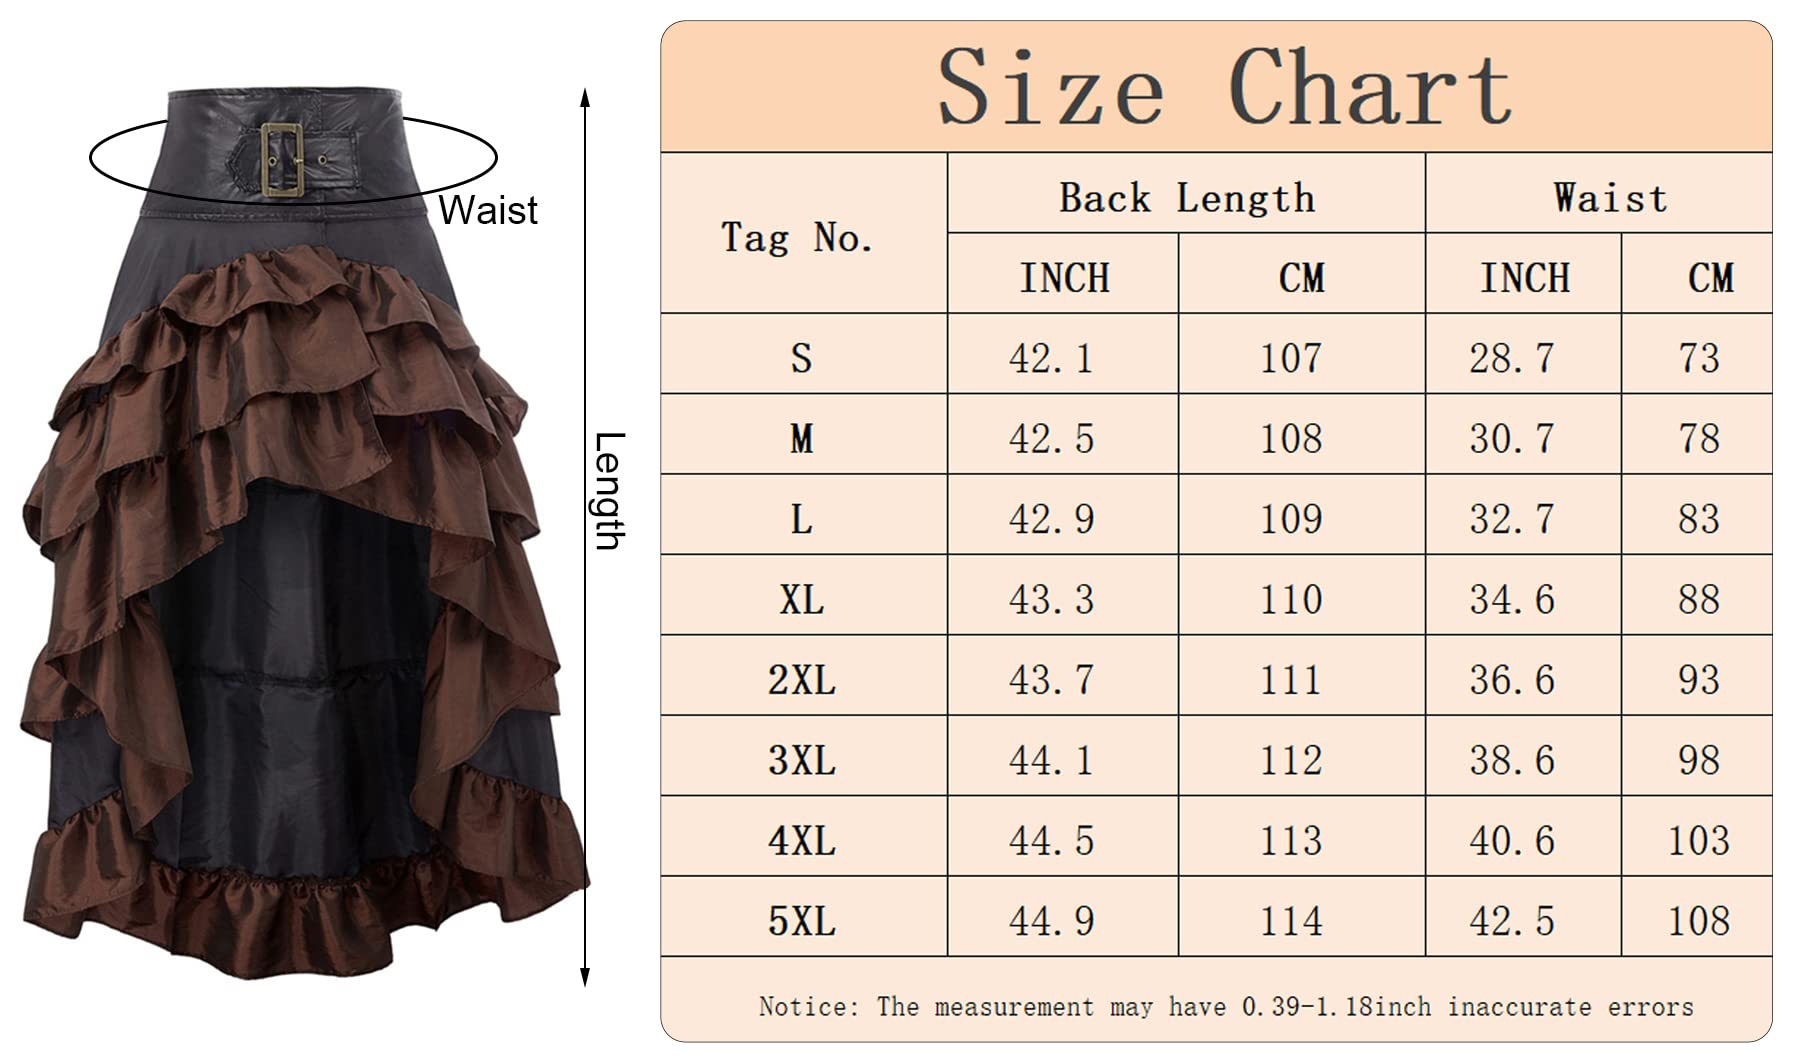 Size Chart
Waist
Length
Tag No. Back Length Waist
INCH CM INCH CM
S 42.1 107 28.7 73
M 42.5 108 30.7 78
L 42.9 109 32.7 83
XL 43.3 110 34.6 88
2XL 43.7 111 36.6 93
3XL 44.1 112 38.6 98
4XL 44.5 113 40.6 103
5XL 44.9 114 42.5 108
Notice: The measurement may have 0.39-1.18inch inaccurate errors